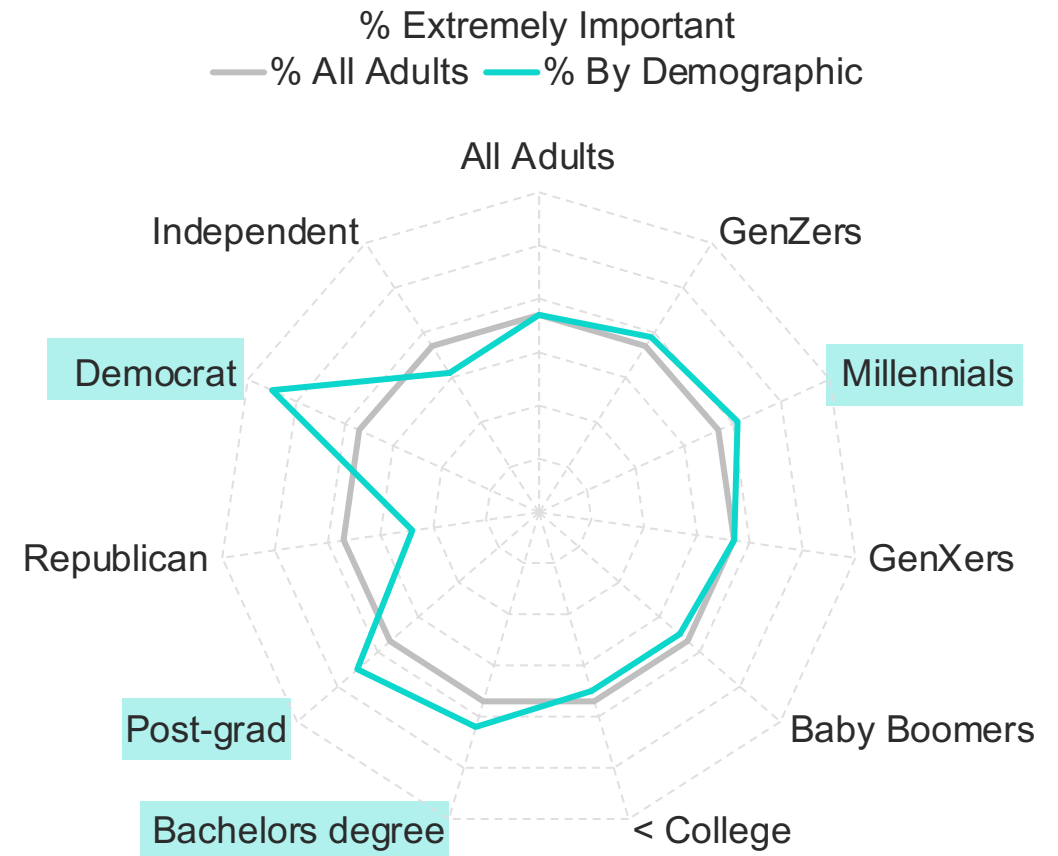 % Extremely Important
% All Adults % By Demographic
All Adults
Independent
GenZers
Democrat
Millennials
Republican
GenXers
Post-grad
Baby Boomers
Bachelors degree
< College